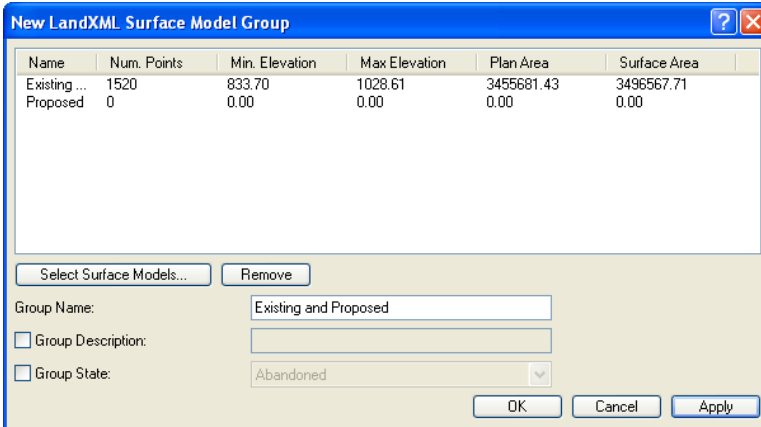 New LandXML Surface Model Group
Name Num. Points Min. Elevation Max Elevation Plan Area Surface Area
Existing ... 1520 833.70 1028.61 3455681.43 3496567.71
Proposed 0 0.00 0.00 0.00 0.00
Select Surface Models... Remove
Group Name: Existing and Proposed
Group Description:
Group State: Abandoned
OK Cancel Apply